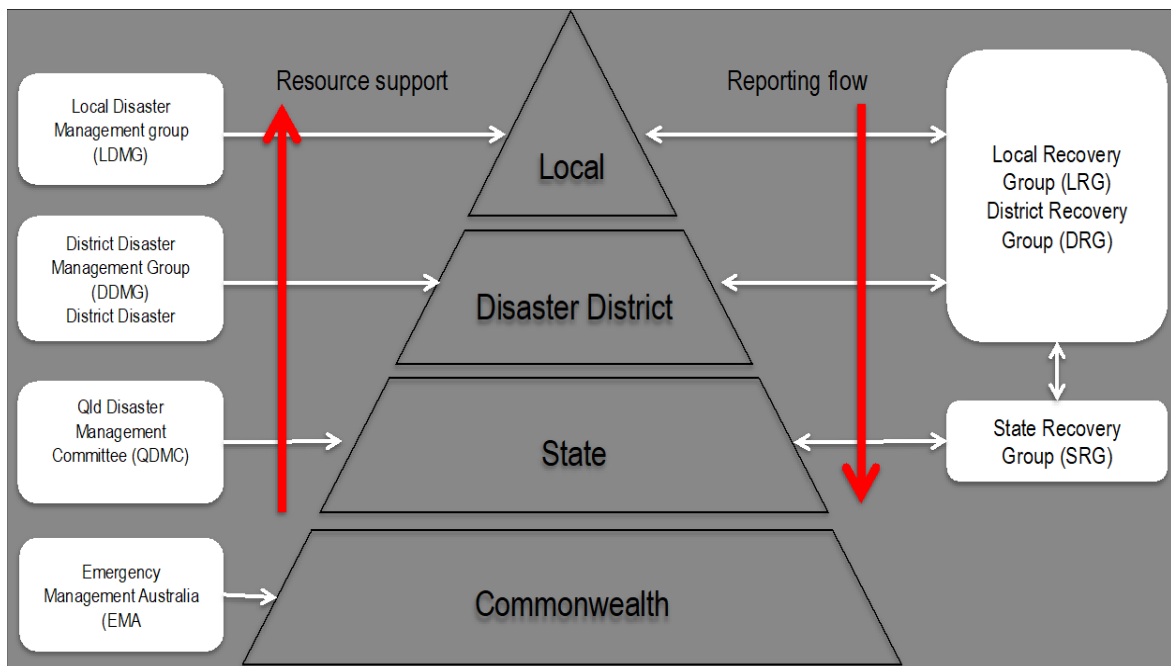 Resource support
Reporting flow
Local Disaster
Management group
(LDMG)
District Disaster
Management Group
(DDMG)
District Disaster
Qld Disaster
Management
Committee (QDMC)
Emergency
Management Australia
(EMA
Local
Disaster District
State
Commonwealth
Local Recovery
Group (LRG)
District Recovery
Group (DRG)
State Recovery
Group (SRG)